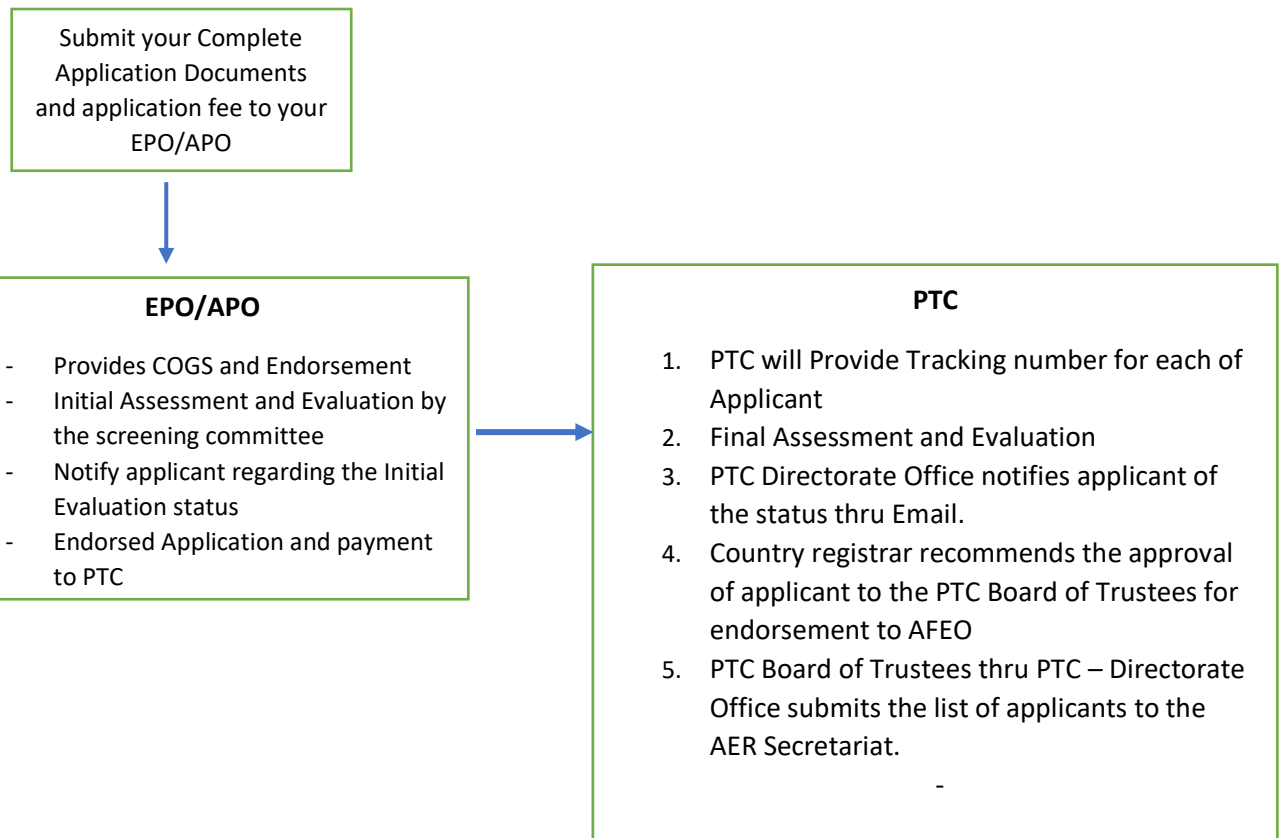 Submit your Complete
Application Documents
and application fee to your
EPO/APO
EPO/APO
- Provides COGS and Endorsement
- Initial Assessment and Evaluation by
the screening committee
- Notify applicant regarding the Initial
Evaluation status
- Endorsed Application and payment
to PTC
PTC
1. PTC will Provide Tracking number for each of
Applicant
2. Final Assessment and Evaluation
3. PTC Directorate Office notifies applicant of
the status thru Email.
4. Country registrar recommends the approval
of applicant to the PTC Board of Trustees for
endorsement to AFEO
5. PTC Board of Trustees thru PTC – Directorate
Office submits the list of applicants to the
AER Secretariat.
-